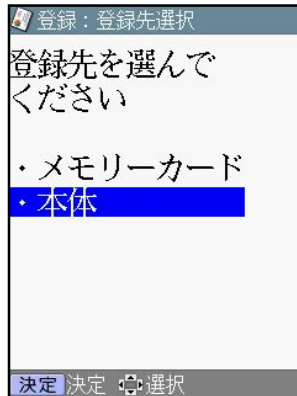 登録：登録先選択
登録先を選んで
ください
・メモリーカード
・本体
決定 決定 選択